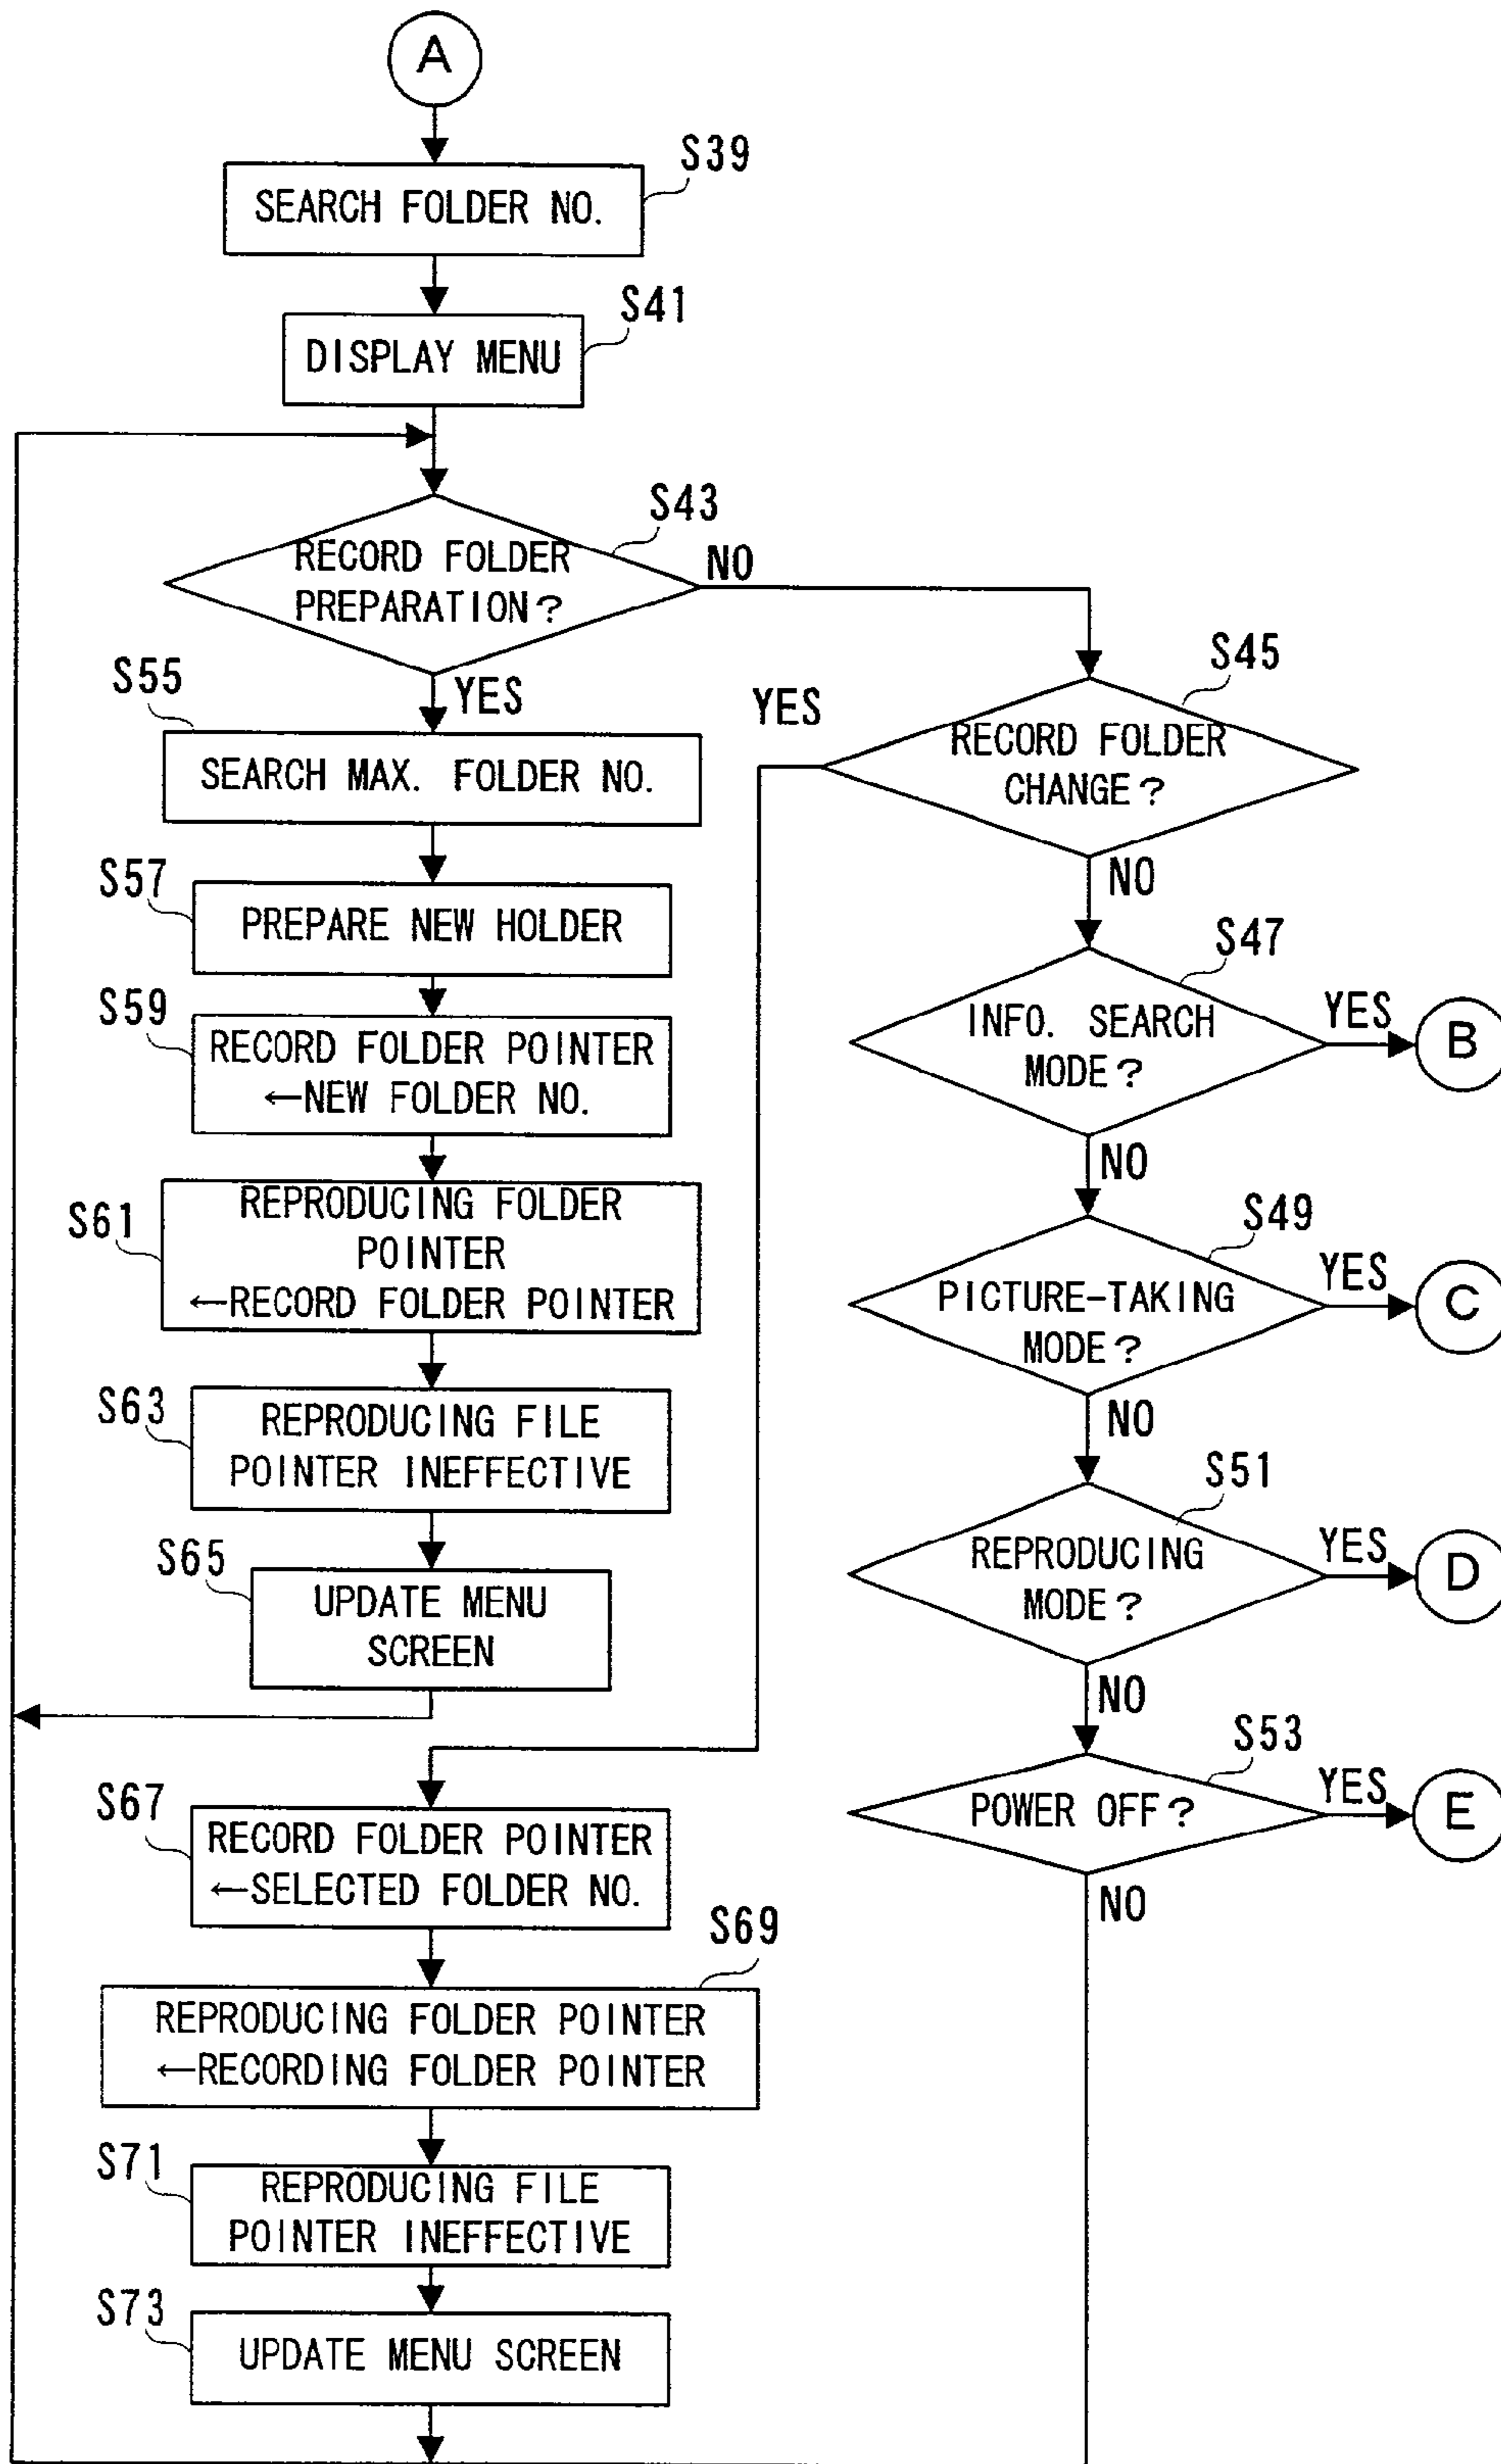 A
S39
SEARCH FOLDER NO.
S41
DISPLAY MENU
S43
RECORD FOLDER
PREPARATION?
NO
YES
S45
RECORD FOLDER
CHANGE?
YES
NO
S55
SEARCH MAX. FOLDER NO.
S57
PREPARE NEW HOLDER
S59
RECORD FOLDER POINTER
←NEW FOLDER NO.
S61
REPRODUCING FOLDER
POINTER
←RECORD FOLDER POINTER
S63
REPRODUCING FILE
POINTER INEFFECTIVE
S65
UPDATE MENU
SCREEN
S47
INFO. SEARCH
MODE?
YES
B
NO
S49
PICTURE-TAKING
MODE?
YES
C
NO
S51
REPRODUCING
MODE?
YES
D
NO
S53
POWER OFF?
YES
E
NO
S67
RECORD FOLDER POINTER
←SELECTED FOLDER NO.
S69
REPRODUCING FOLDER POINTER
←RECORDING FOLDER POINTER
S71
REPRODUCING FILE
POINTER INEFFECTIVE
S73
UPDATE MENU SCREEN